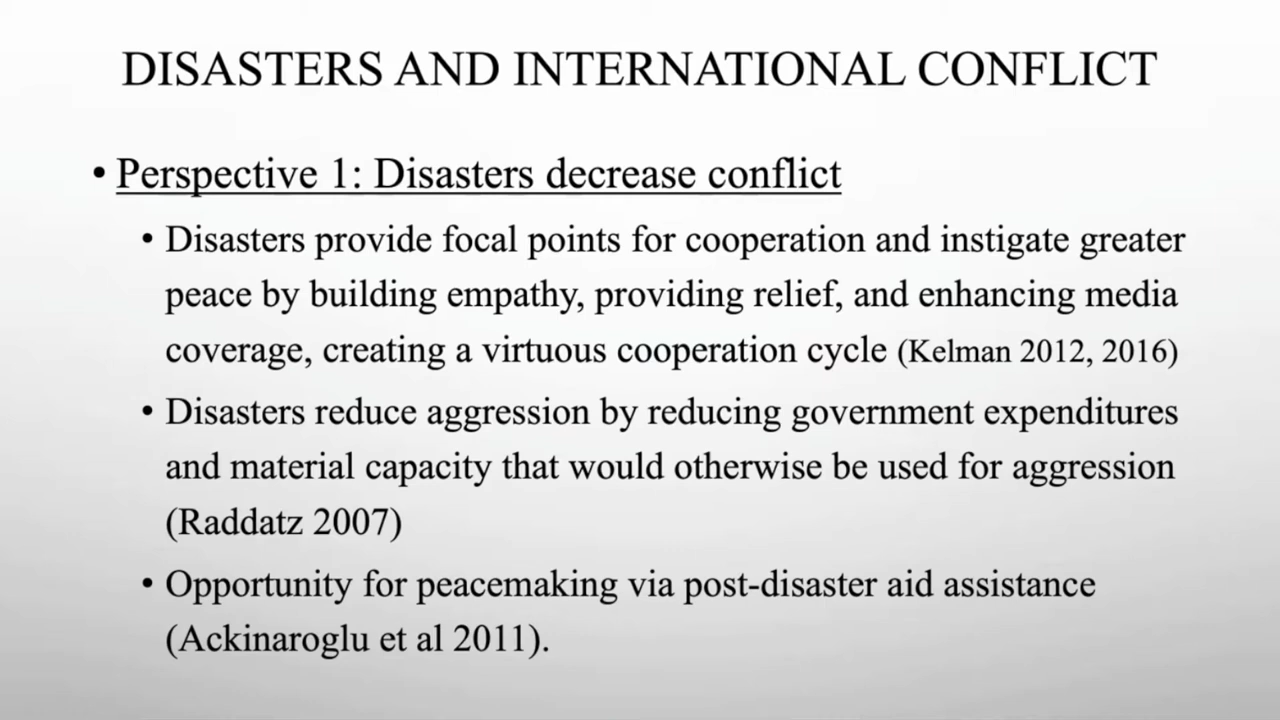 DISASTERS AND INTERNATIONAL CONFLICT
• Perspective 1: Disasters decrease conflict
• Disasters provide focal points for cooperation and instigate greater
peace by building empathy, providing relief, and enhancing media
coverage, creating a virtuous cooperation cycle (Kelman 2012, 2016)
• Disasters reduce aggression by reducing government expenditures
and material capacity that would otherwise be used for aggression
(Raddatz 2007)
• Opportunity for peacemaking via post-disaster aid assistance
(Ackinaroglu et al 2011).